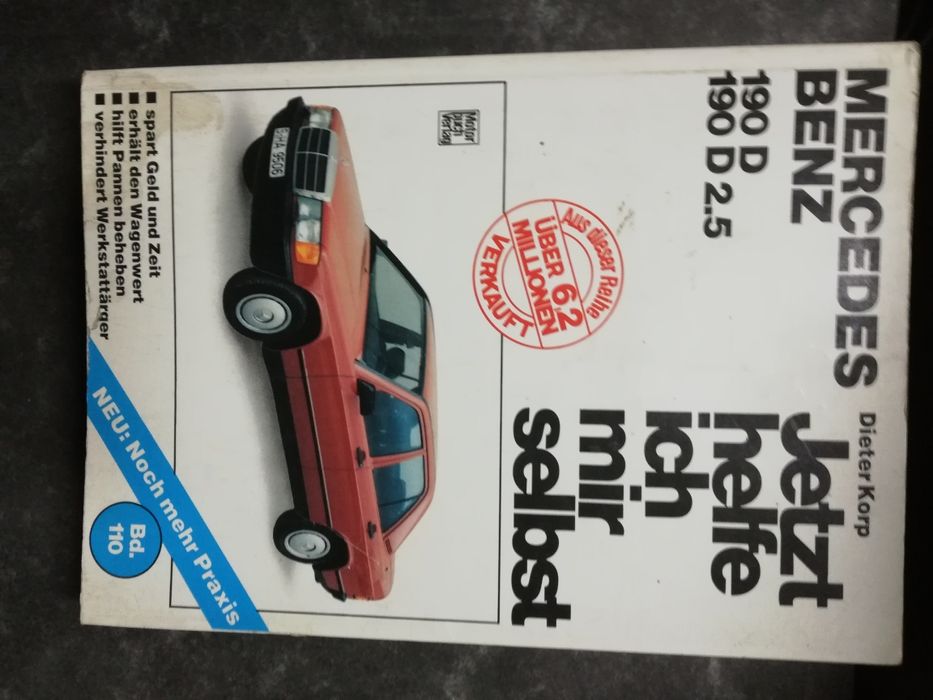 MERCEDES
BENZ
190 D
190 D 2.5
Dieter Korp
Jetzt
helfe
ich
mir
selbst
Aus dieser Reihe
ÜBER 6,2
MILLIONEN
VERKAUFT
Motor
buch
Verlag
spart Geld und Zeit
erhält den Wagenwert
hilft Pannen beheben
verhindert Werkstattärger
NEU: Noch mehr Praxis
Bd.
110